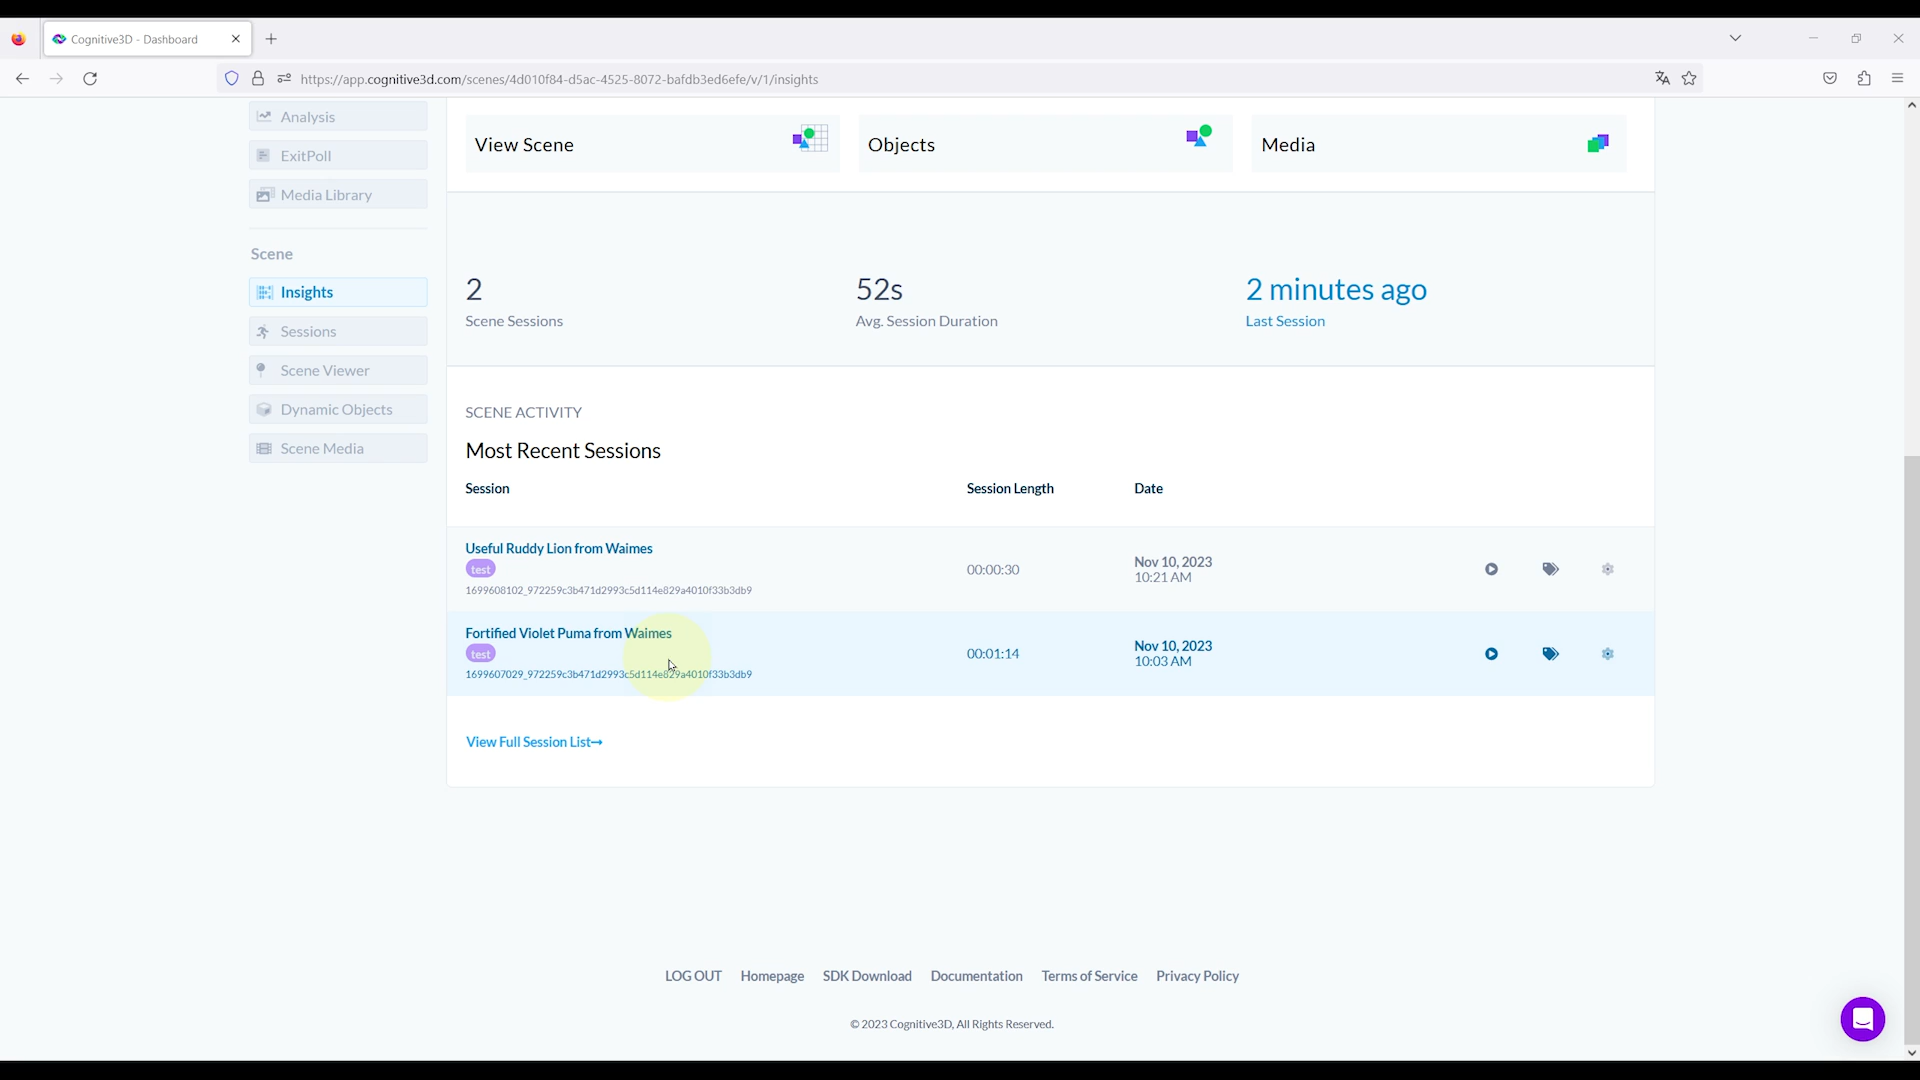 Cognitive3D - Dashboard
https://app.cognitive3d.com/scenes/4d010f84-d5ac-4525-8072-bafdb3ed6efe/v/1/insights
Analysis
ExitPoll
Media Library
Scene
Insights
Sessions
Scene Viewer
Dynamic Objects
Scene Media
View Scene
Objects
Media
2
Scene Sessions
52s
Avg. Session Duration
2 minutes ago
Last Session
SCENE ACTIVITY
Most Recent Sessions
Session Session Length Date
Useful Ruddy Lion from Waimes
test
1699608102_972259c3b471d2993c5d114e829a4010f33b3db9
00:00:30
Nov 10, 2023
10:21 AM
Fortified Violet Puma from Waimes
test
1699607029_972259c3b471d2993c5d114e829a4010f33b3db9
00:01:14
Nov 10, 2023
10:03 AM
View Full Session List→
LOG OUT Homepage SDK Download Documentation Terms of Service Privacy Policy
© 2023 Cognitive3D, All Rights Reserved.